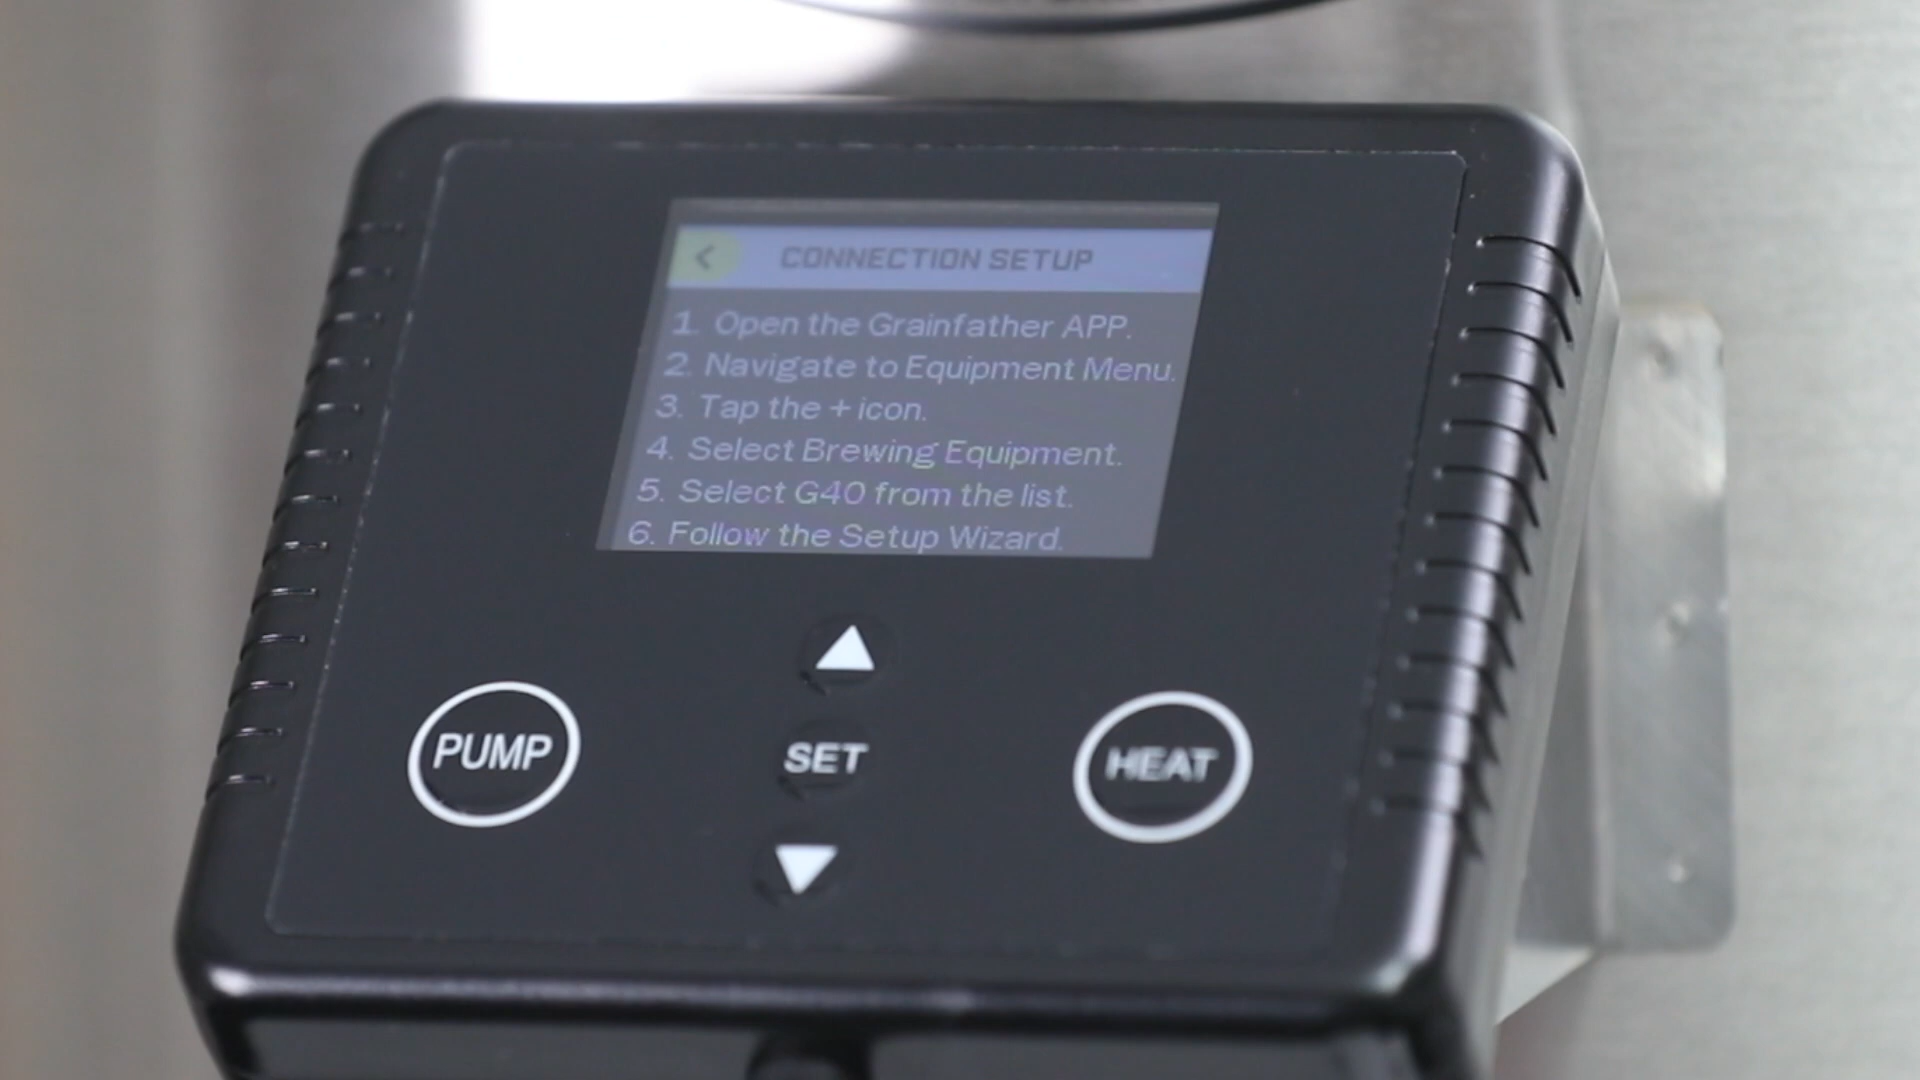 CONNECTION SETUP
1. Open the Grainfather APP.
2. Navigate to Equipment Menu.
3. Tap the + icon.
4. Select Brewing Equipment.
5. Select G40 from the list.
6. Follow the Setup Wizard.
PUMP
SET
HEAT